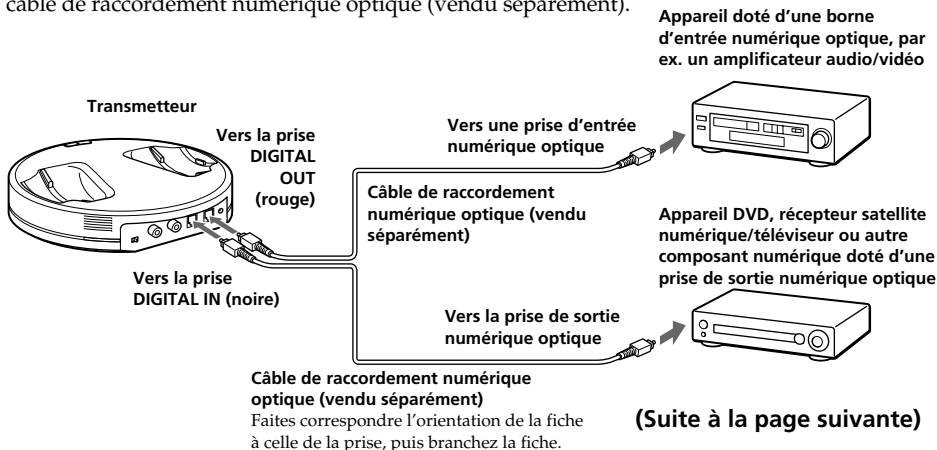 câble de raccordement numérique optique (vendu séparément).
Appareil doté d'une borne
d'entrée numérique optique, par
ex. un amplificateur audio/vidéo
Transmetteur
Vers la prise
DIGITAL
OUT
(rouge)
Vers une prise d'entrée
numérique optique
Câble de raccordement
numérique optique (vendu
séparément)
Appareil DVD, récepteur satellite
numérique/téléviseur ou autre
composant numérique doté d'une
prise de sortie numérique optique
Vers la prise
DIGITAL IN (noire)
Vers la prise de sortie
numérique optique
Câble de raccordement numérique
optique (vendu séparément)
Faites correspondre l'orientation de la fiche
à celle de la prise, puis branchez la fiche.
(Suite à la page suivante)